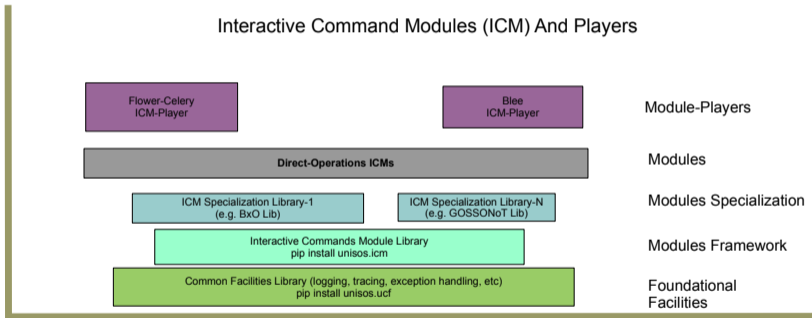 Interactive Command Modules (ICM) And Players
Flower-Celery
ICM-Player
Blee
ICM-Player
Module-Players
Direct-Operations ICMs
Modules
ICM Specialization Library-1
(e.g. BxO Lib)
ICM Specialization Library-N
(e.g. GOSSONoT Lib)
Modules Specialization
Interactive Commands Module Library
pip install unisos.icm
Modules Framework
Common Facilities Library (logging, tracing, exception handling, etc)
pip install unisos.ucf
Foundational
Facilities